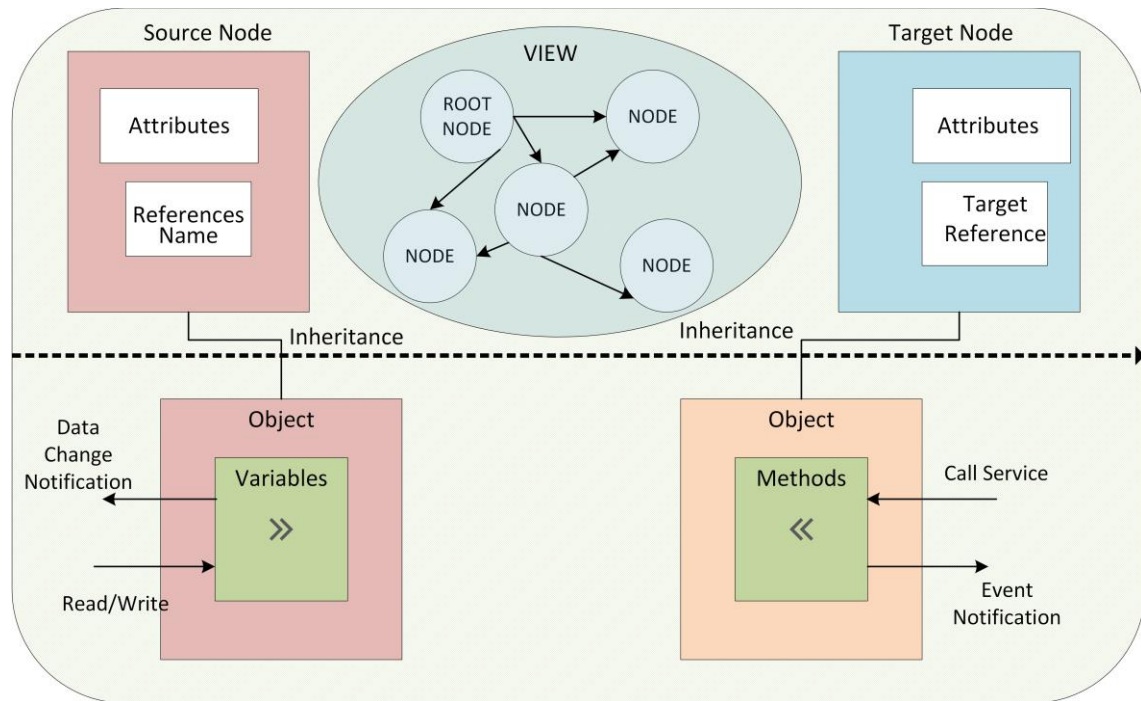 Source Node
Attributes
References
Name
VIEW
ROOT
NODE
NODE
NODE
NODE
NODE
Target Node
Attributes
Target
Reference
Inheritance
Inheritance
Object
Variables
Data
Change
Notification
Read/Write
Object
Methods
Call Service
Event
Notification